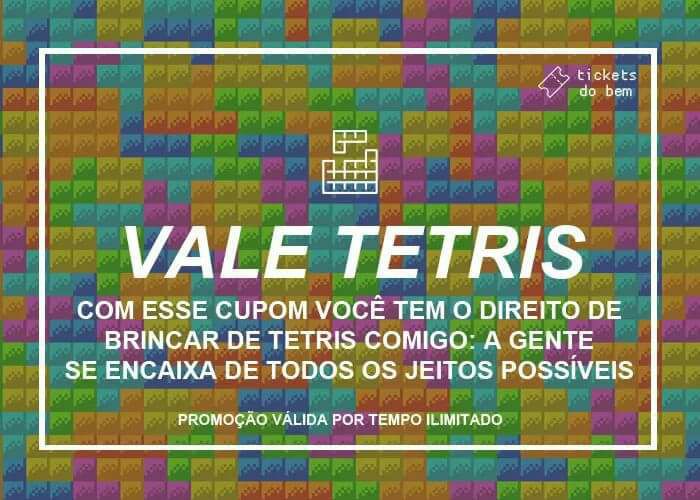 tickets
do bem
VALE TETRIS
COM ESSE CUPOM VOCÊ TEM O DIREITO DE
BRINCAR DE TETRIS COMIGO: A GENTE
SE ENCAIXA DE TODOS OS JEITOS POSSÍVEIS
PROMOÇÃO VÁLIDA POR TEMPO ILIMITADO